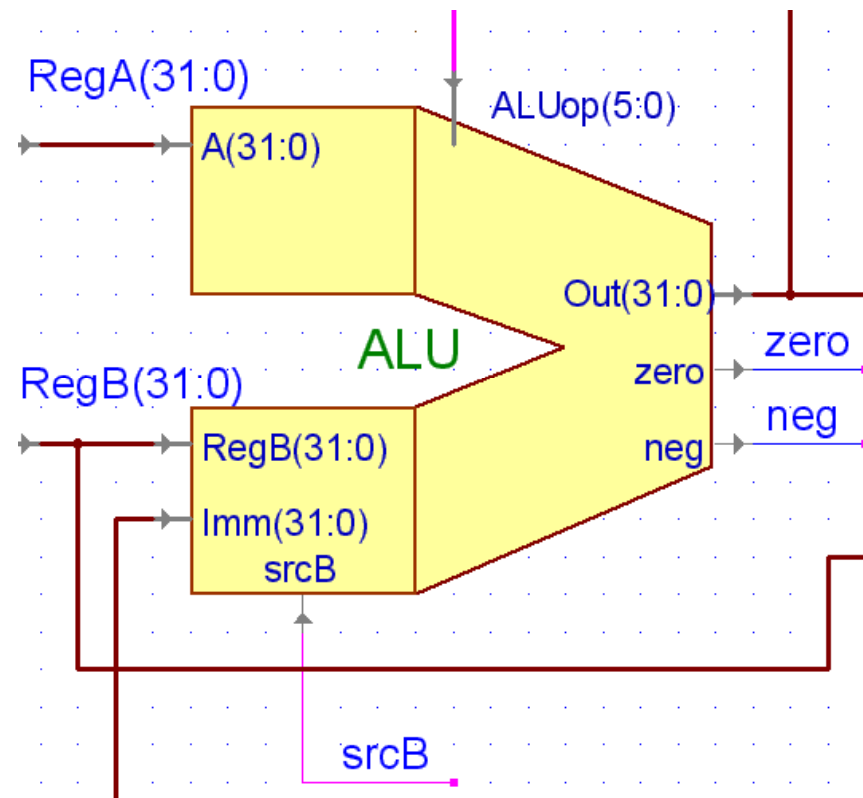 RegA(31:0)
ALUop(5:0)
A(31:0)
Out(31:0)
zero
ALU
zero
RegB(31:0)
neg
RegB(31:0)
neg
Imm(31:0)
srcB
srcB